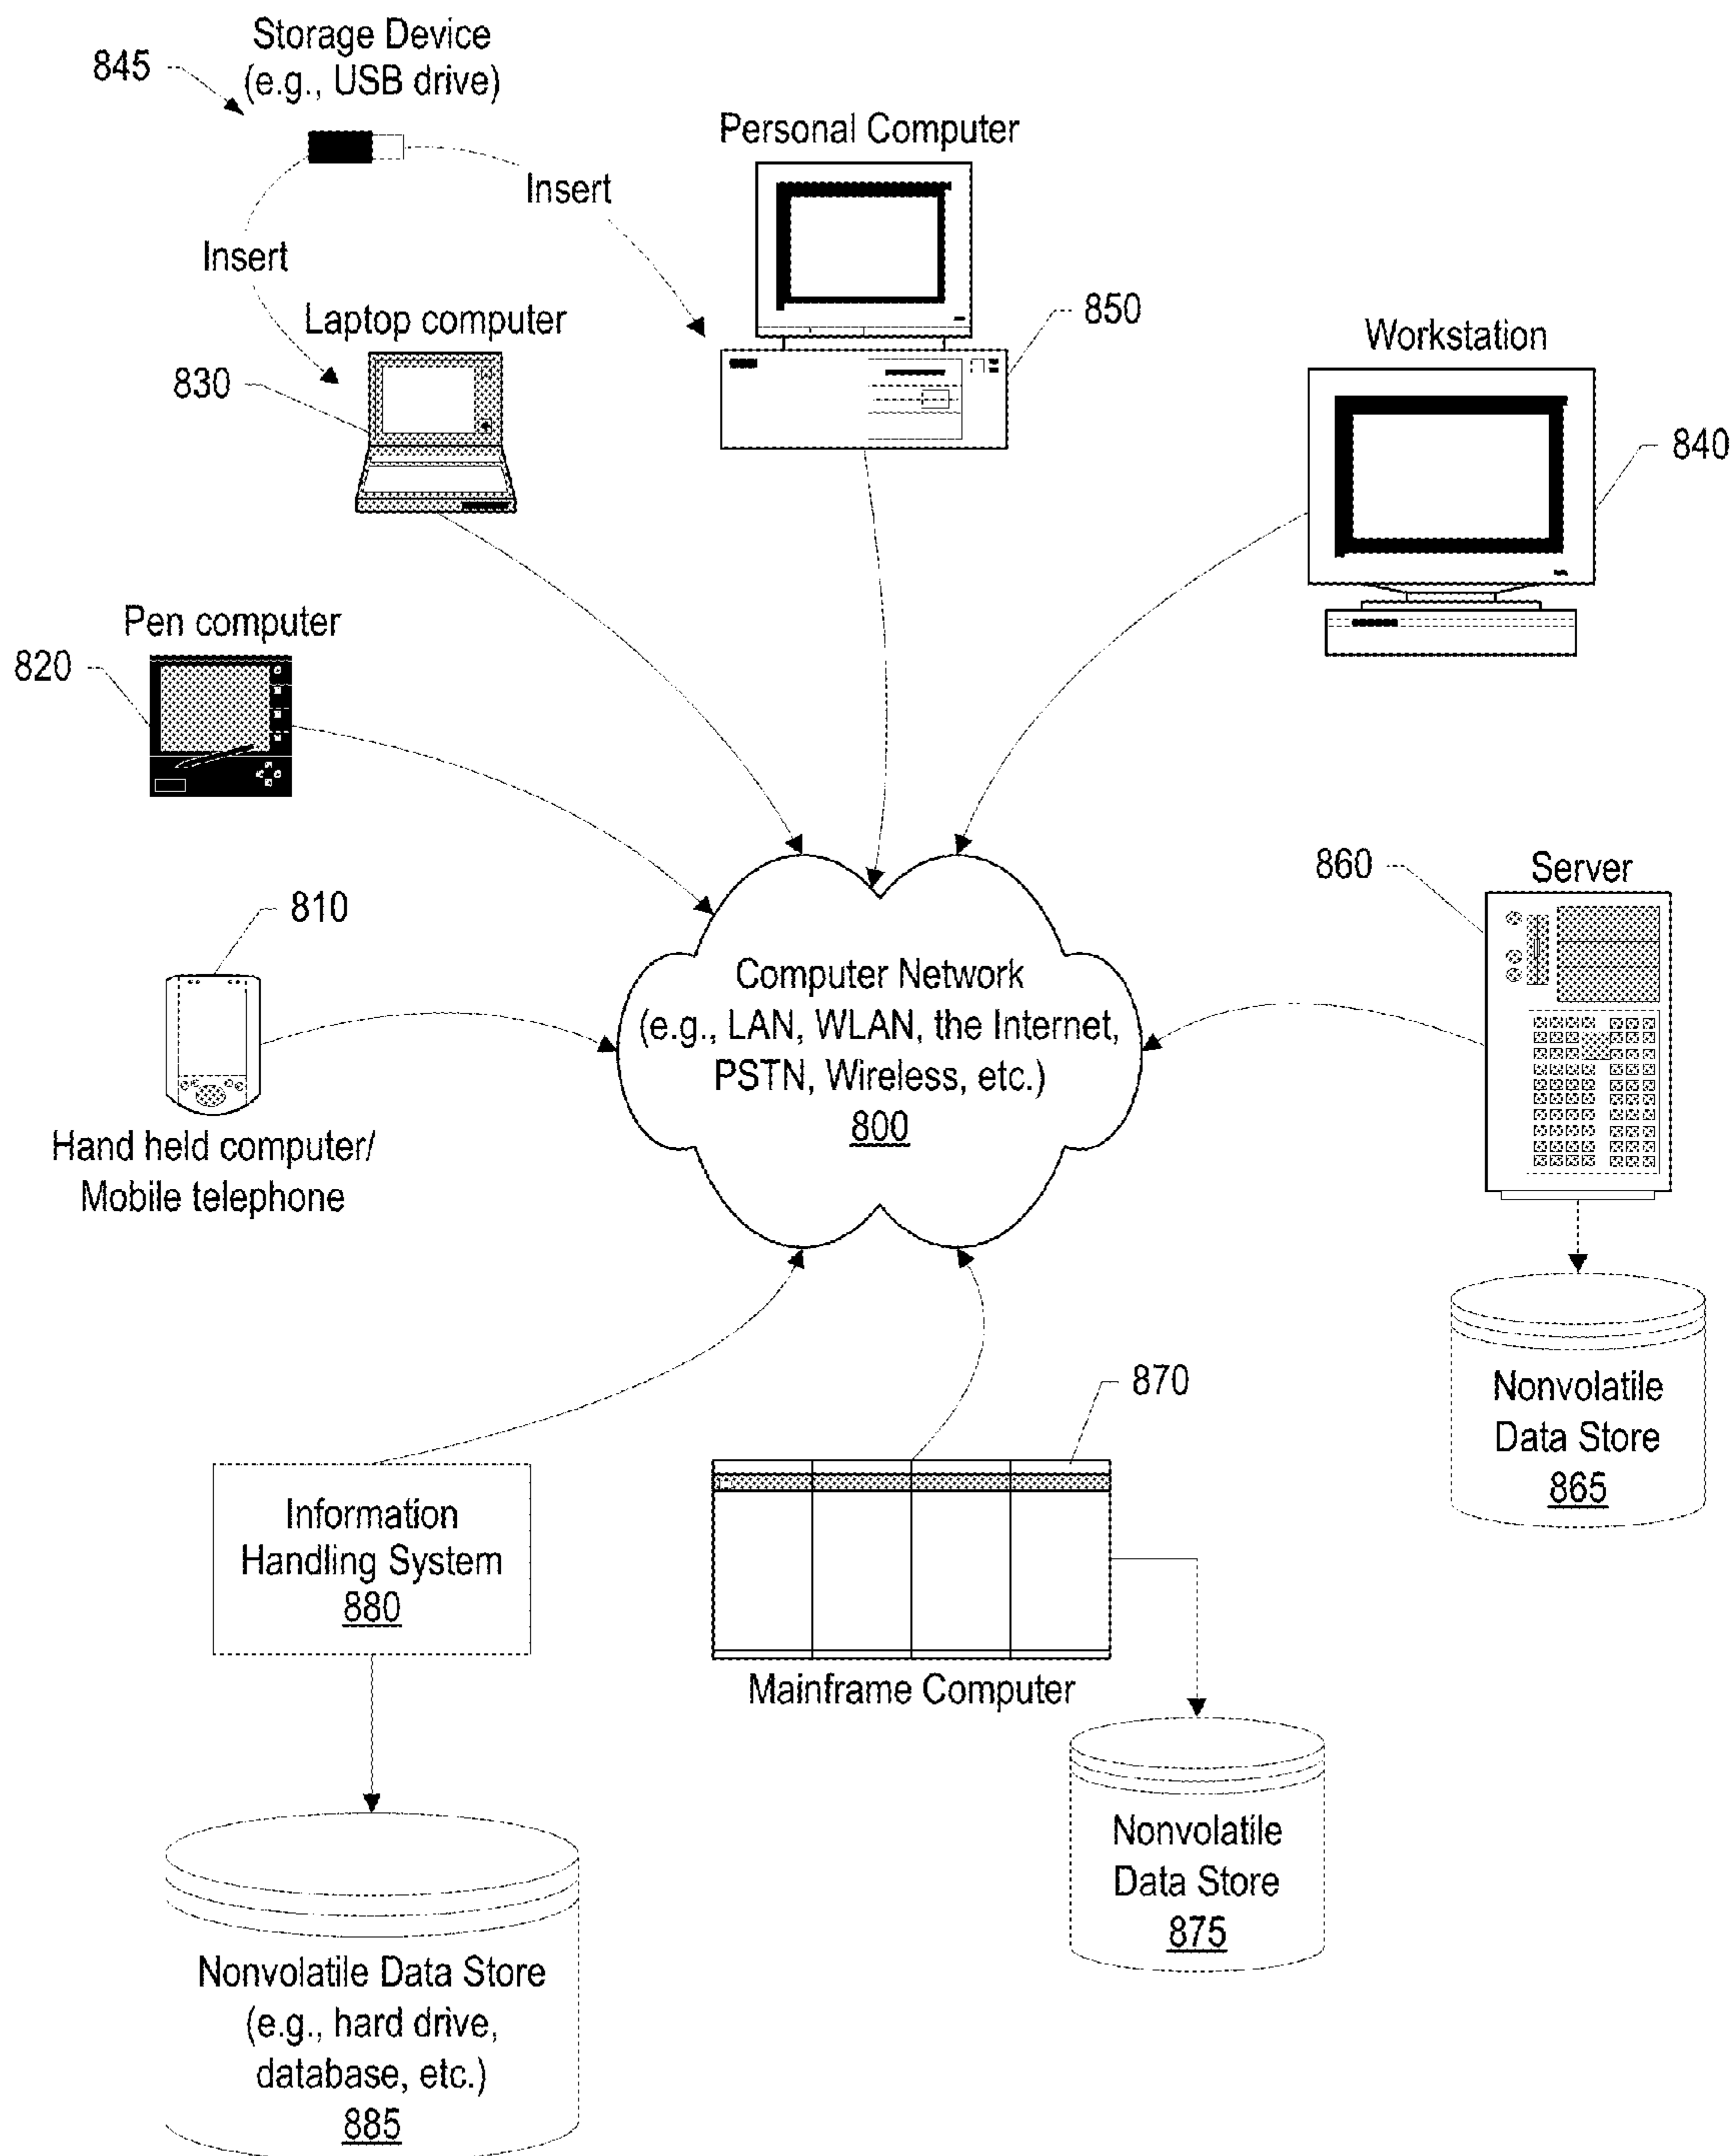 Storage Device
(e.g., USB drive)
845
Personal Computer
Insert
Insert
Laptop computer
850
Workstation
830
840
Pen computer
820
860
Server
810
Computer Network
(e.g., LAN, WLAN, the Internet,
PSTN, Wireless, etc.)
800
Hand held computer/
Mobile telephone
870
Nonvolatile
Data Store
865
Information
Handling System
880
Mainframe Computer
Nonvolatile
Data Store
875
Nonvolatile Data Store
(e.g., hard drive,
database, etc.)
885